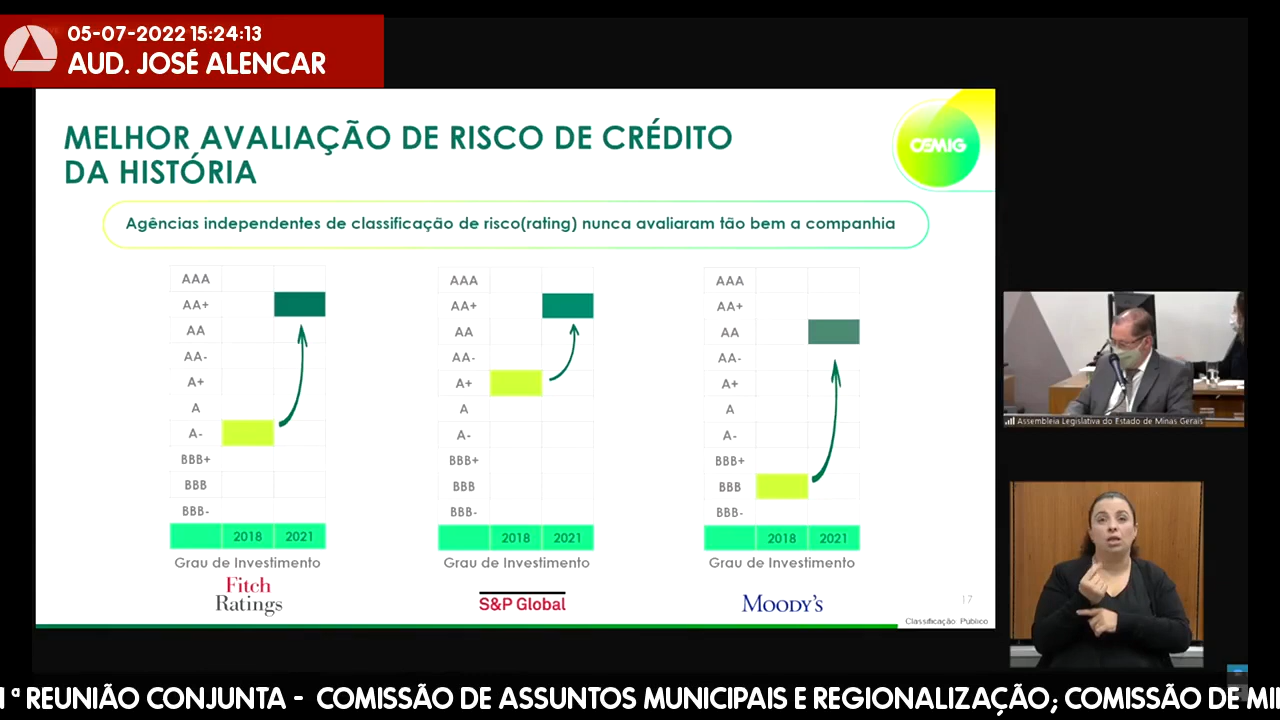 05-07-2022 15:24:13
AUD. JOSÉ ALENCAR
MELHOR AVALIAÇÃO DE RISCO DE CRÉDITO
DA HISTÓRIA
CEMIG
Agências independentes de classificação de risco(rating) nunca avaliaram tão bem a companhia
AAA
AA+
AA
AA-
A+
A
A-
BBB+
BBB
BBB-
2018 2021
Grau de Investimento
Fitch
Ratings
AAA
AA+
AA
AA-
A+
A
A-
BBB+
BBB
BBB-
2018 2021
Grau de Investimento
S&P Global
AAA
AA+
AA
AA-
A+
A
A-
BBB+
BBB
BBB-
2018 2021
Grau de Investimento
MOODY'S
17
Classificação: Público
Assembleia Legislativa do Estado de Minas Gerais
1ª REUNIÃO CONJUNTA - COMISSÃO DE ASSUNTOS MUNICIPAIS E REGIONALIZAÇÃO; COMISSÃO DE MI